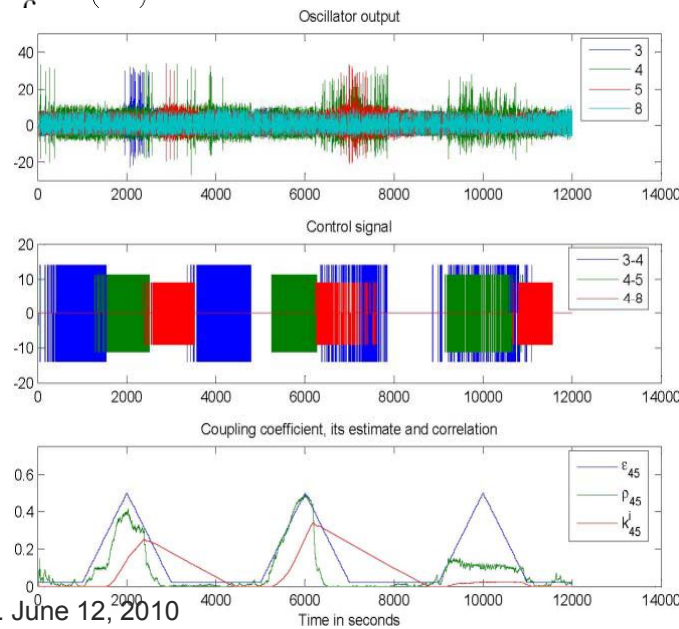 Oscillator output
40
20
0
-20
0 2000 4000 6000 8000 10000 12000 14000
3
4
5
8
Control signal
20
10
0
-10
-20
0 2000 4000 6000 8000 10000 12000 14000
3-4
4-5
4-8
Coupling coefficient, its estimate and correlation
0.6
0.4
0.2
0
0 2000 4000 6000 8000 10000 12000 14000
ε45
ρ45
k^i45
Time in seconds
. June 12, 2010